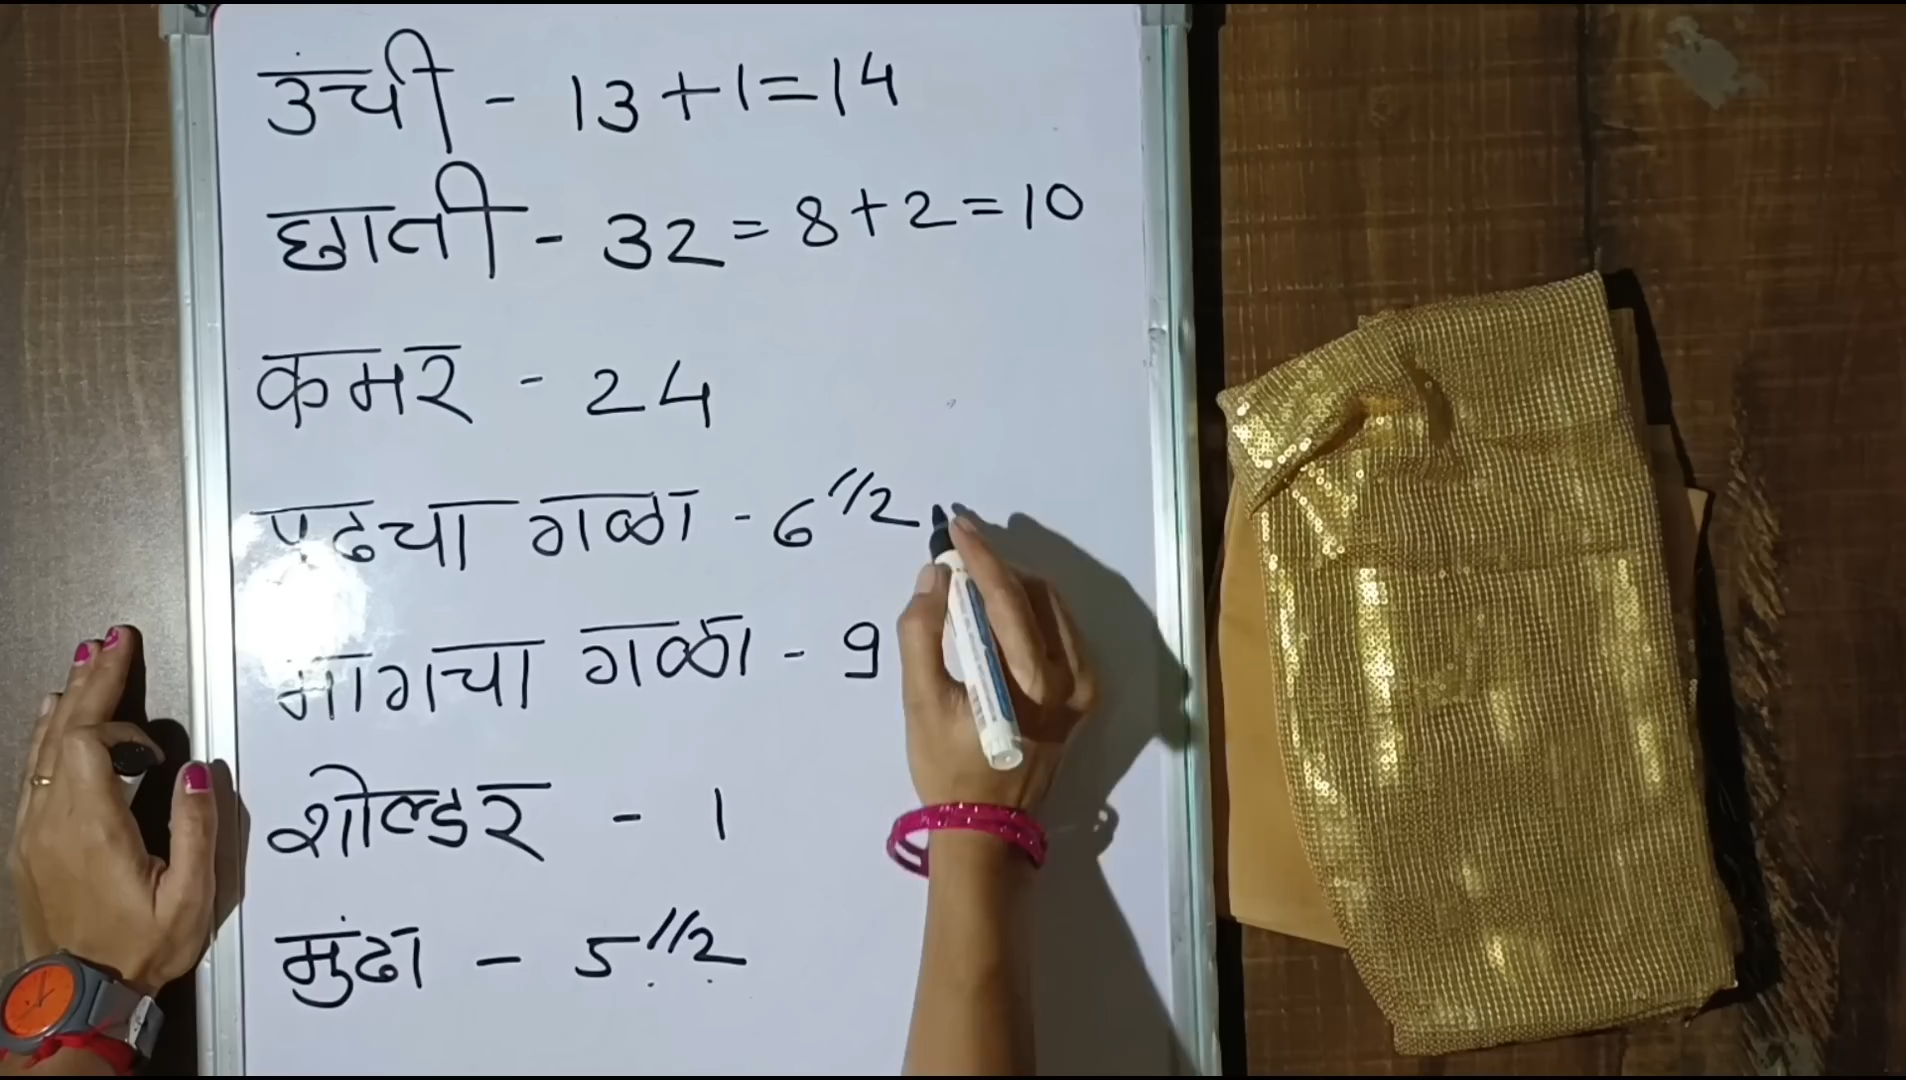 उंची - 13+1=14
छाती - 32 = 8+2=10
कमर - 24
पुढचा गळा - 6 1/2
मागचा गळा - 9
शोल्डर - 1
मुंढा - 5 1/2